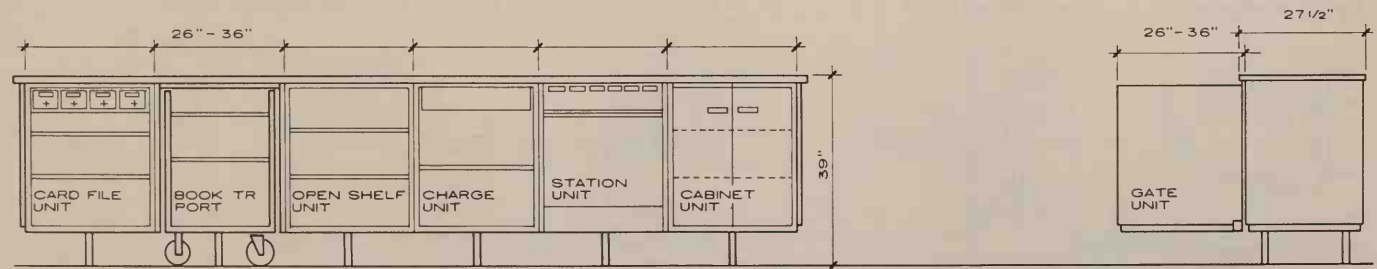 26"-36"
26"-36"
27 1/2"
39"
CARD FILE
UNIT
BOOK TR
PORT
OPEN SHELF
UNIT
CHARGE
UNIT
STATION
UNIT
CABINET
UNIT
GATE
UNIT